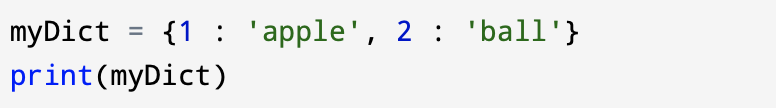 myDict = {1 : 'apple', 2 : 'ball'}
print(myDict)